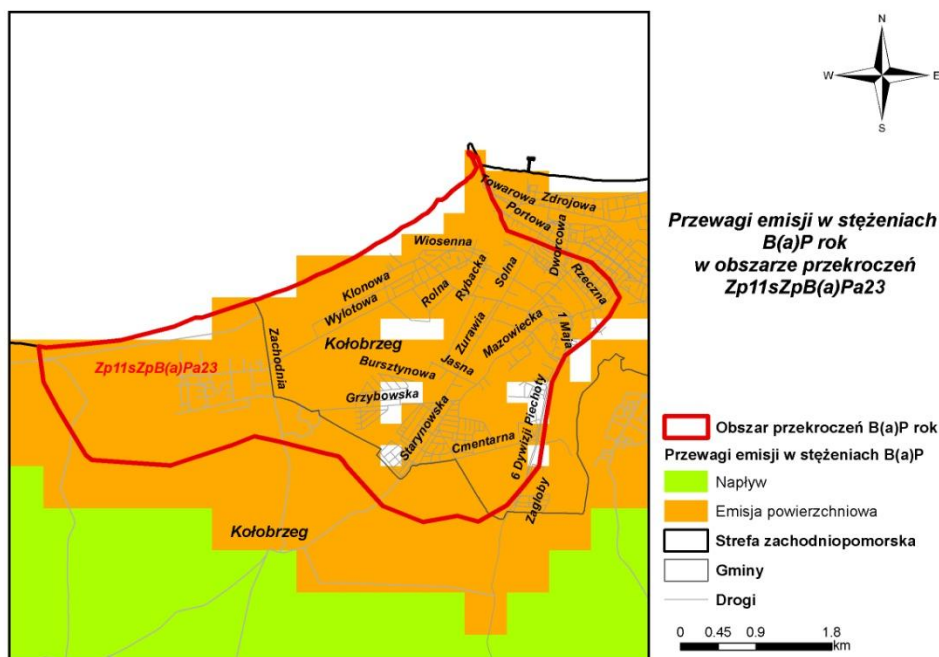 N
W
E
S
Przewagi emisji w stężeniach
B(a)P rok
w obszarze przekroczeń
Zp11sZpB(a)Pa23
Towarowa
Zdrojowa
Portowa
Dworcowa
Wiosenna
Rzeczna
Klonowa
Wylotowa
Rolna
Rybacka
Solna
Zachodnia
Kołobrzeg
Żurawia
Mazowiecka
1 Maja
Zp11sZpB(a)Pa23
Bursztynowa
Jasna
Grzybowska
Starynowska
Cmentarna
6 Dywizji Piechoty
Zagloby
Kołobrzeg
Obszar przekroczeń B(a)P rok
Przewagi emisji w stężeniach B(a)P
Napływ
Emisja powierzchniowa
Strefa zachodniopomorska
Gminy
Drogi
0 0.45 0.9 1.8
km